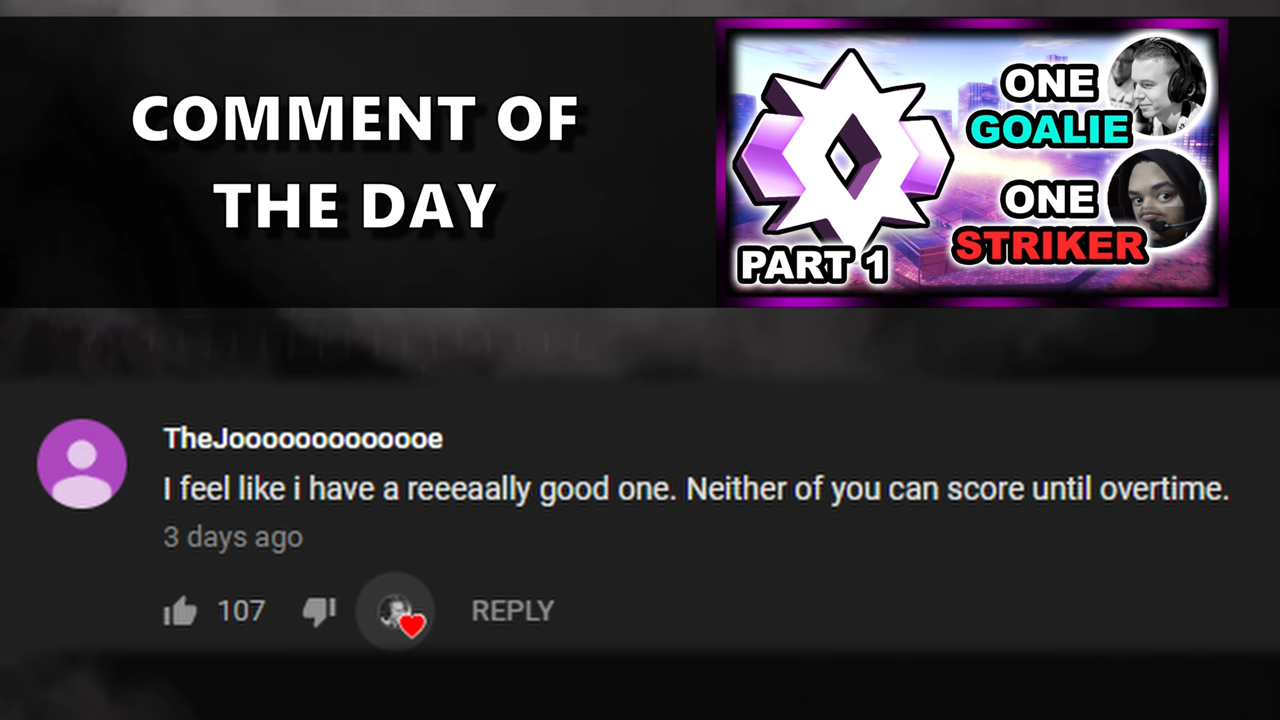 COMMENT OF
THE DAY
ONE
GOALIE
ONE
STRIKER
PART 1
TheJoooooooooooooe
I feel like i have a reeeaally good one. Neither of you can score until overtime.
3 days ago
107
REPLY